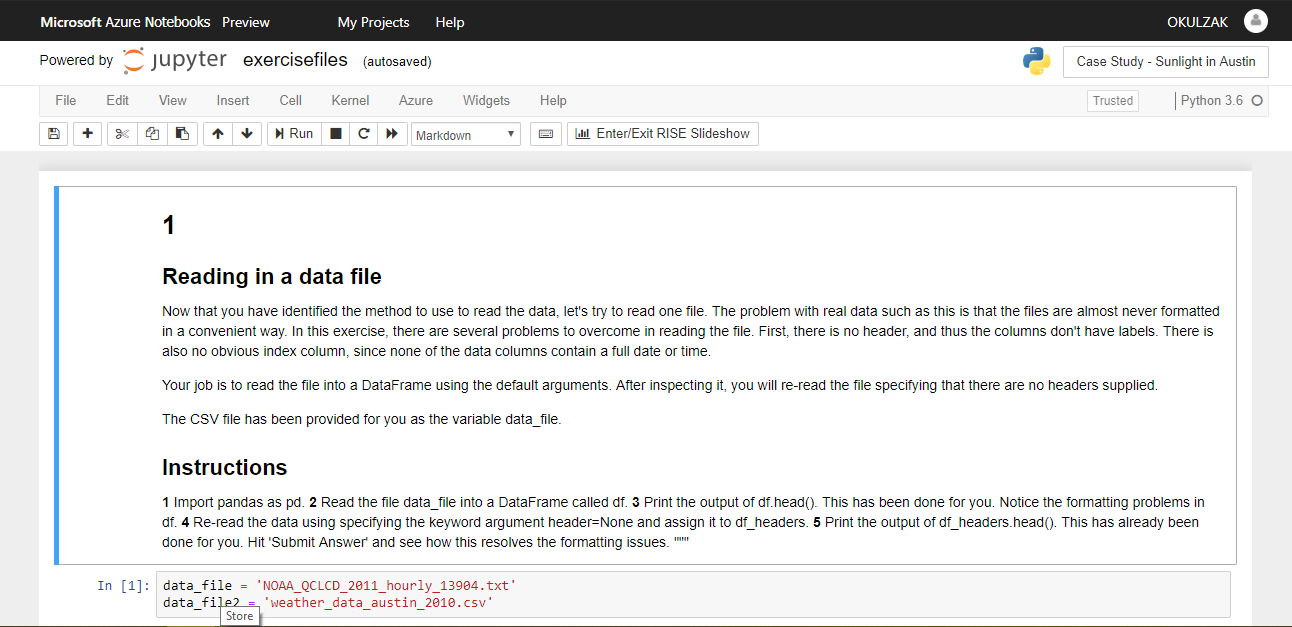 Microsoft Azure Notebooks Preview My Projects Help OKULZAK
Powered by jupyter exercisefiles (autosaved) Case Study - Sunlight in Austin
File Edit View Insert Cell Kernel Azure Widgets Help Trusted Python 3.6
Run Markdown Enter/Exit RISE Slideshow
1
Reading in a data file
Now that you have identified the method to use to read the data, let's try to read one file. The problem with real data such as this is that the files are almost never formatted
in a convenient way. In this exercise, there are several problems to overcome in reading the file. First, there is no header, and thus the columns don't have labels. There is
also no obvious index column, since none of the data columns contain a full date or time.
Your job is to read the file into a DataFrame using the default arguments. After inspecting it, you will re-read the file specifying that there are no headers supplied.
The CSV file has been provided for you as the variable data_file.
Instructions
1 Import pandas as pd. 2 Read the file data_file into a DataFrame called df. 3 Print the output of df.head(). This has been done for you. Notice the formatting problems in
df. 4 Re-read the data using specifying the keyword argument header=None and assign it to df_headers. 5 Print the output of df_headers.head(). This has already been
done for you. Hit 'Submit Answer' and see how this resolves the formatting issues. """
In [1]: data_file = 'NOAA_QCLCD_2011_hourly_13904.txt'
data_file2 = 'weather_data_austin_2010.csv'
Store